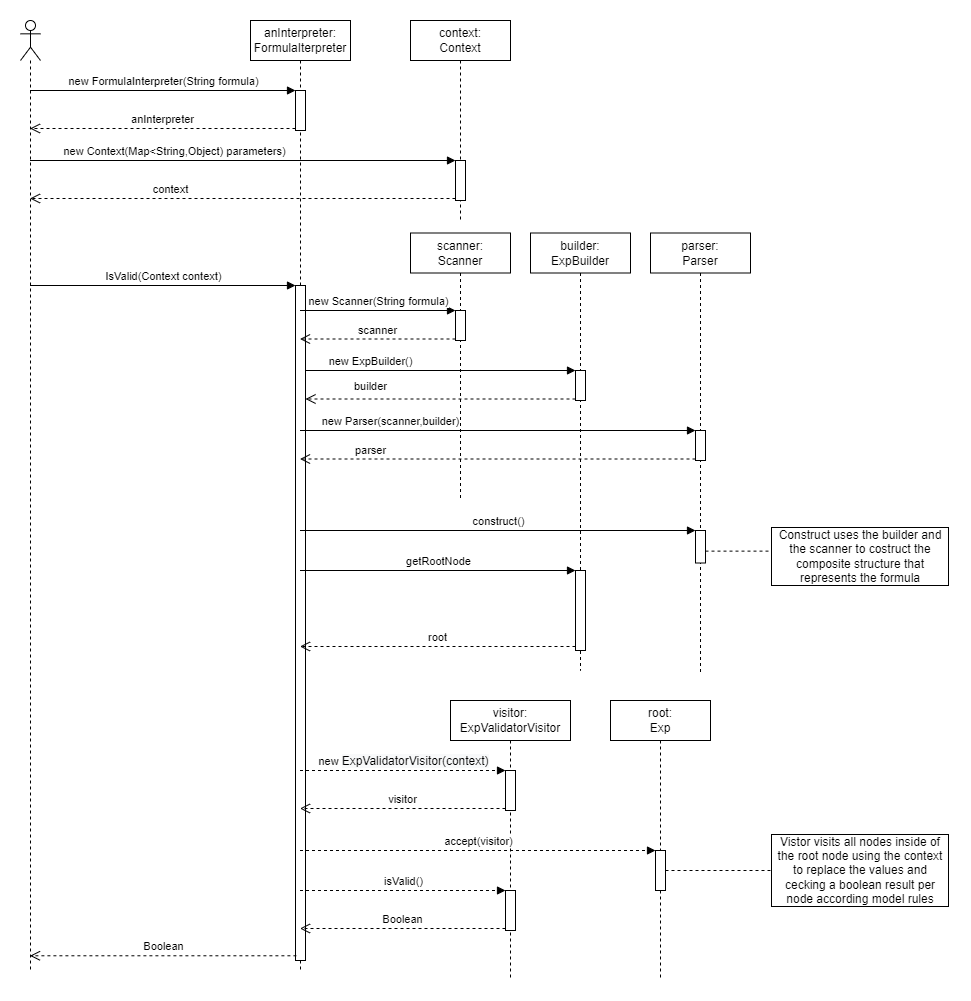 anInterpreter:
FormulaIterpreter
context:
Context
new FormulaInterpreter(String formula)
anInterpreter
new Context(Map<String,Object) parameters)
context
scanner:
Scanner
builder:
ExpBuilder
parser:
Parser
IsValid(Context context)
new Scanner(String formula)
scanner
new ExpBuilder()
builder
new Parser(scanner,builder)
parser
construct()
Construct uses the builder and
the scanner to costruct the
composite structure that
represents the formula
getRootNode
root
visitor:
ExpValidatorVisitor
root:
Exp
new ExpValidatorVisitor(context)
visitor
accept(visitor)
Vistor visits all nodes inside of
the root node using the context
to replace the values and
cecking a boolean result per
node according model rules
isValid()
Boolean
Boolean